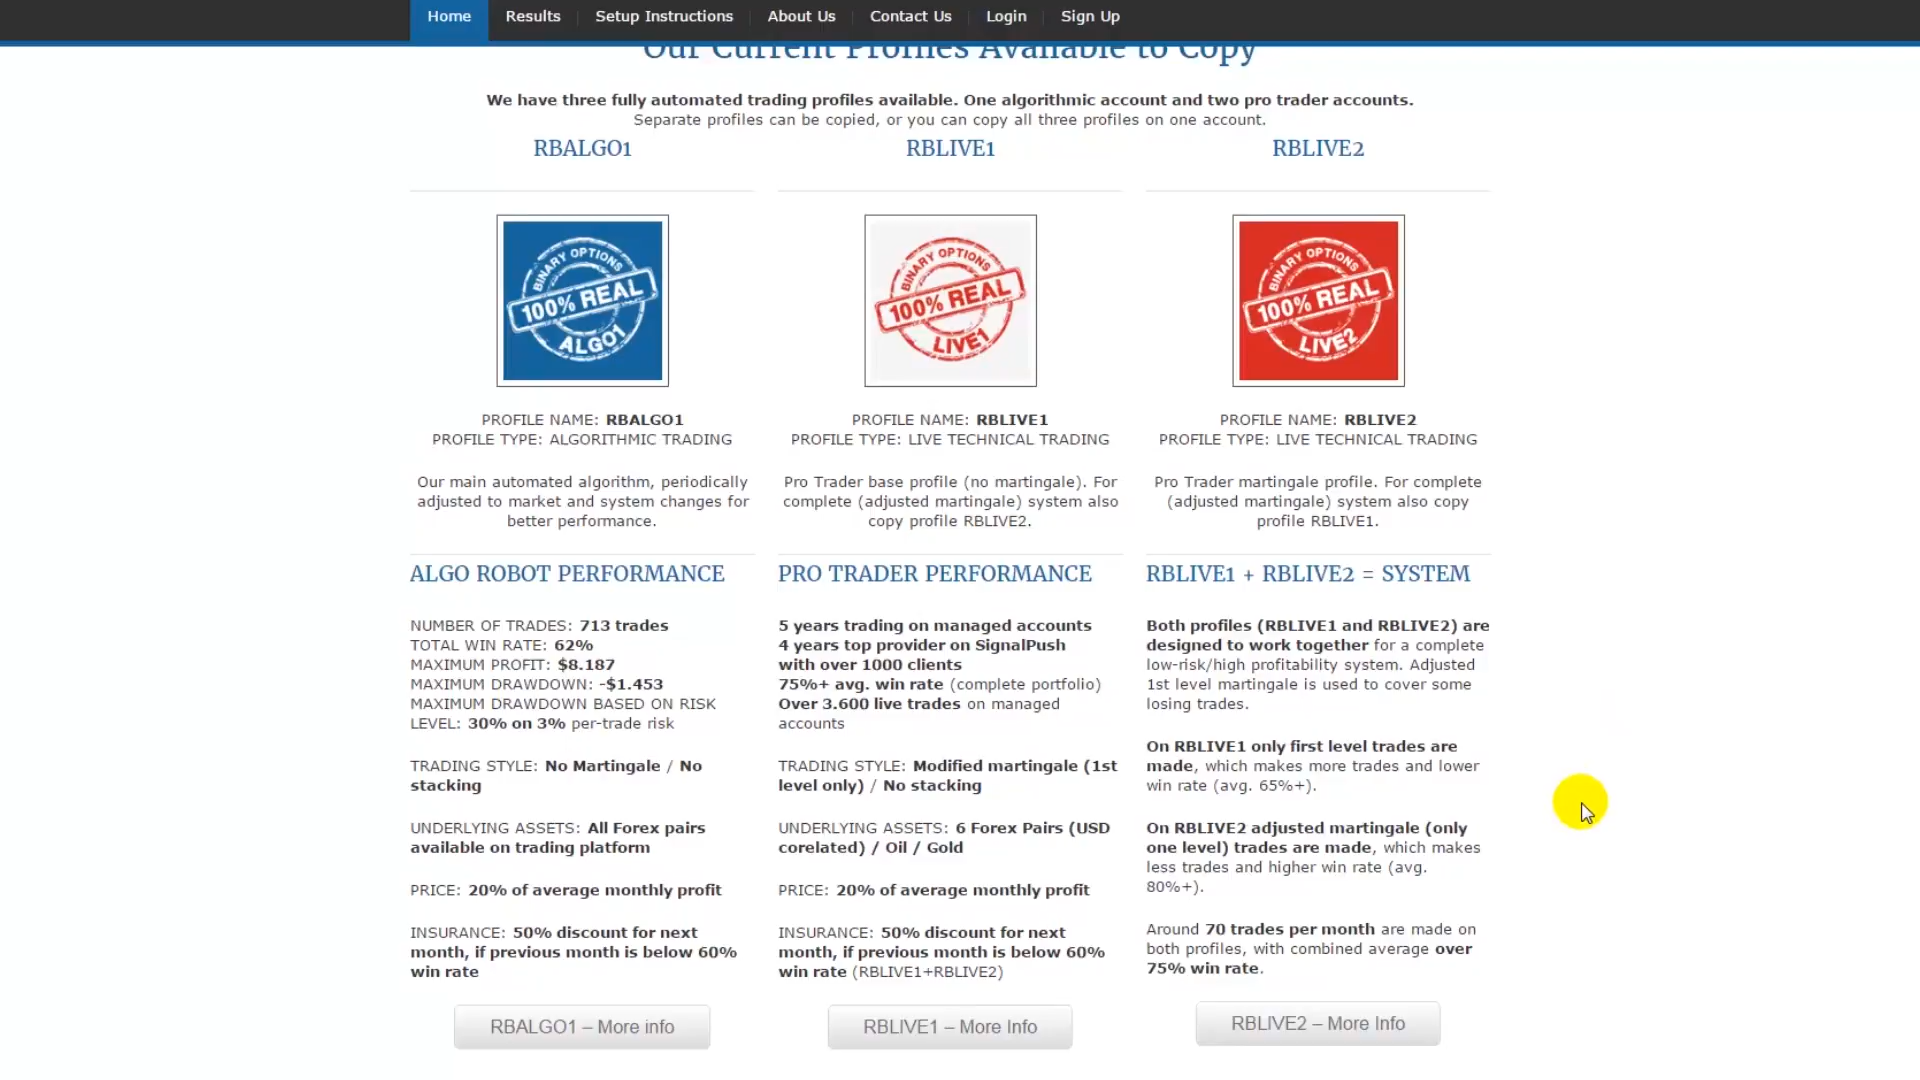 Home Results Setup Instructions About Us Contact Us Login Sign Up
Our Current Profiles Available to Copy
We have three fully automated trading profiles available. One algorithmic account and two pro trader accounts.
Separate profiles can be copied, or you can copy all three profiles on one account.
RBALGO1
BINARY OPTIONS
100% REAL
ALGO1
PROFILE NAME: RBALGO1
PROFILE TYPE: ALGORITHMIC TRADING
Our main automated algorithm, periodically
adjusted to market and system changes for
better performance.
ALGO ROBOT PERFORMANCE
NUMBER OF TRADES: 713 trades
TOTAL WIN RATE: 62%
MAXIMUM PROFIT: $8.187
MAXIMUM DRAWDOWN: -$1.453
MAXIMUM DRAWDOWN BASED ON RISK
LEVEL: 30% on 3% per-trade risk
TRADING STYLE: No Martingale / No
stacking
UNDERLYING ASSETS: All Forex pairs
available on trading platform
PRICE: 20% of average monthly profit
INSURANCE: 50% discount for next
month, if previous month is below 60%
win rate
RBALGO1 – More info
RBLIVE1
BINARY OPTIONS
100% REAL
LIVE1
PROFILE NAME: RBLIVE1
PROFILE TYPE: LIVE TECHNICAL TRADING
Pro Trader base profile (no martingale). For
complete (adjusted martingale) system also
copy profile RBLIVE2.
PRO TRADER PERFORMANCE
5 years trading on managed accounts
4 years top provider on SignalPush
with over 1000 clients
75%+ avg. win rate (complete portfolio)
Over 3.600 live trades on managed
accounts
TRADING STYLE: Modified martingale (1st
level only) / No stacking
UNDERLYING ASSETS: 6 Forex Pairs (USD
corelated) / Oil / Gold
PRICE: 20% of average monthly profit
INSURANCE: 50% discount for next
month, if previous month is below 60%
win rate (RBLIVE1+RBLIVE2)
RBLIVE1 – More Info
RBLIVE2
BINARY OPTIONS
100% REAL
LIVE2
PROFILE NAME: RBLIVE2
PROFILE TYPE: LIVE TECHNICAL TRADING
Pro Trader martingale profile. For complete
(adjusted martingale) system also copy
profile RBLIVE1.
RBLIVE1 + RBLIVE2 = SYSTEM
Both profiles (RBLIVE1 and RBLIVE2) are
designed to work together for a complete
low-risk/high profitability system. Adjusted
1st level martingale is used to cover some
losing trades.
On RBLIVE1 only first level trades are
made, which makes more trades and lower
win rate (avg. 65%+).
On RBLIVE2 adjusted martingale (only
one level) trades are made, which makes
less trades and higher win rate (avg.
80%+).
Around 70 trades per month are made on
both profiles, with combined average over
75% win rate.
RBLIVE2 – More Info